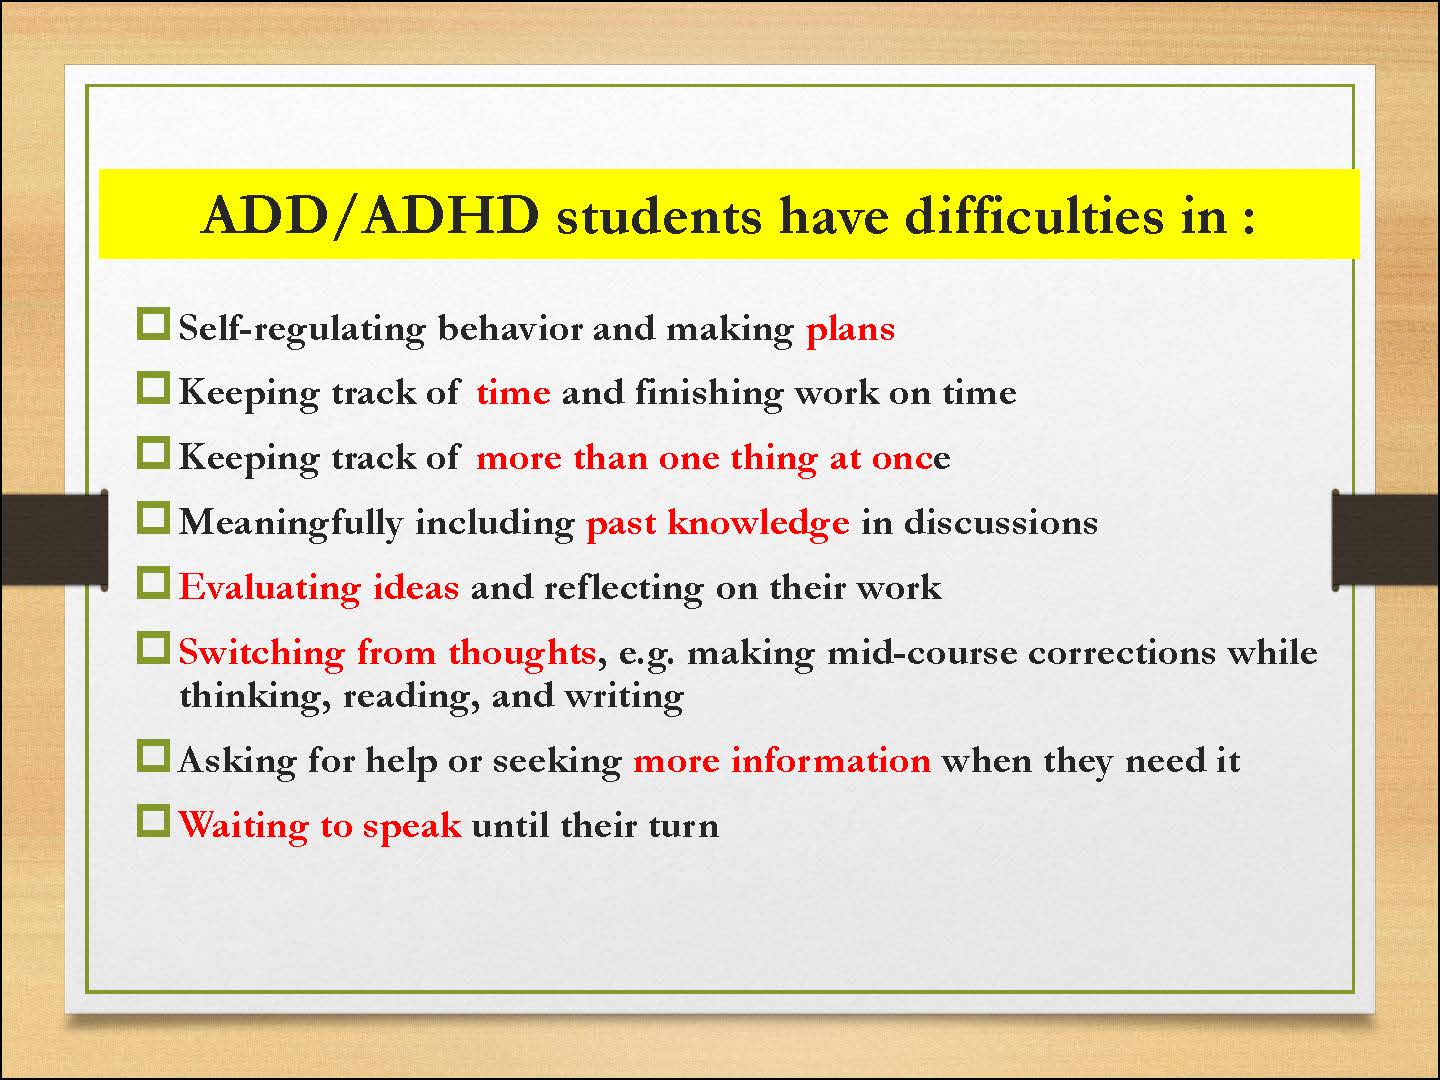 ADD/ADHD students have difficulties in :
Self-regulating behavior and making plans
Keeping track of time and finishing work on time
Keeping track of more than one thing at once
Meaningfully including past knowledge in discussions
Evaluating ideas and reflecting on their work
Switching from thoughts, e.g. making mid-course corrections while
thinking, reading, and writing
Asking for help or seeking more information when they need it
Waiting to speak until their turn